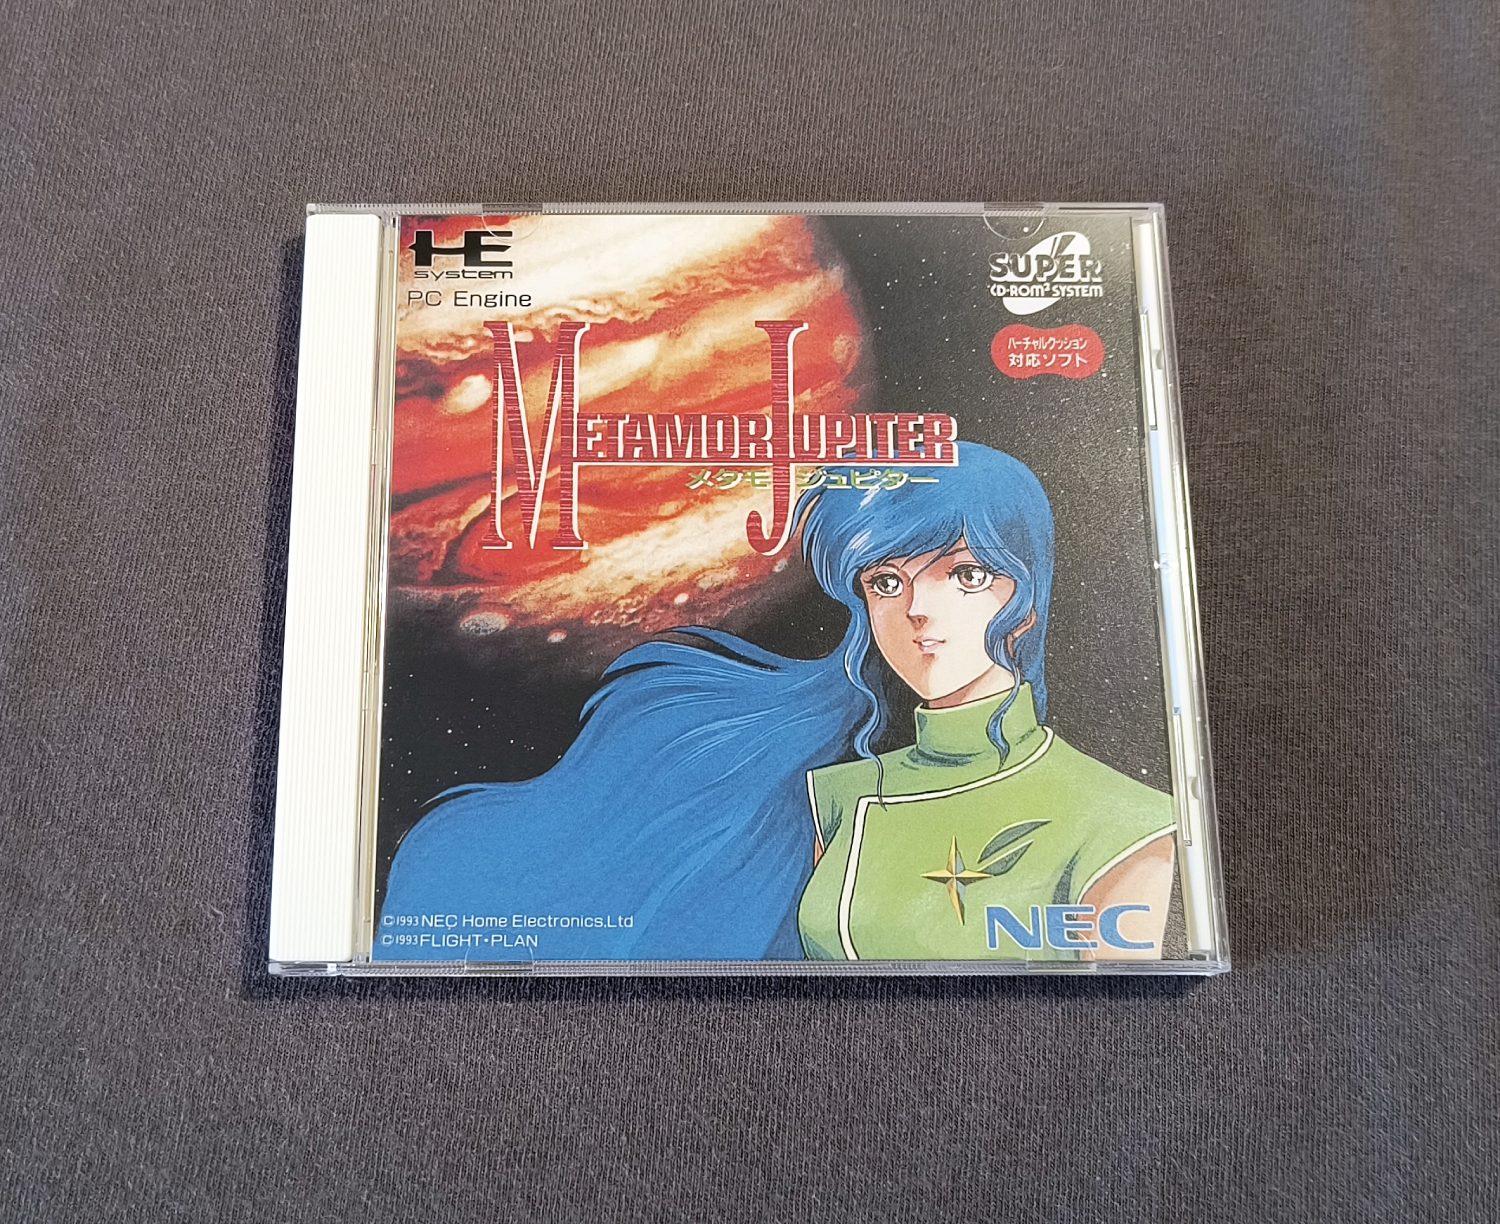 HE
system
PC Engine
SUPER
CD-ROM² SYSTEM
バーチャルクッション
対応ソフト
METAMOR JUPITER
メタモ ジュピター
©1993 NEC Home Electronics.Ltd
©1993 FLIGHT・PLAN
NEC